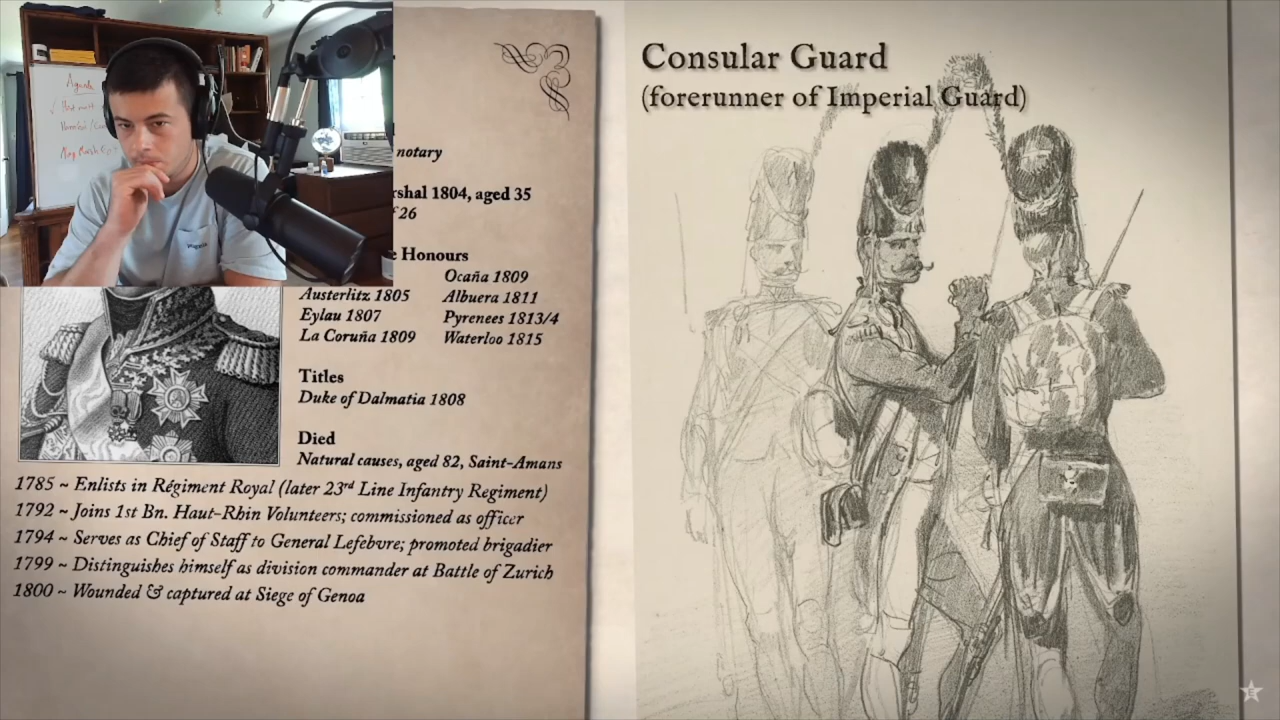 Agenda
notary
rshal 1804, aged 35
f 26
e Honours
Ocaña 1809
Austerlitz 1805
Albuera 1811
Eylau 1807
Pyrenees 1813/4
La Coruña 1809
Waterloo 1815
Titles
Duke of Dalmatia 1808
Died
Natural causes, aged 82, Saint-Amans
1785 ~ Enlists in Régiment Royal (later 23rd Line Infantry Regiment)
1792 ~ Joins 1st Bn. Haut-Rhin Volunteers; commissioned as officer
1794 ~ Serves as Chief of Staff to General Lefebvre; promoted brigadier
1799 ~ Distinguishes himself as division commander at Battle of Zurich
1800 ~ Wounded & captured at Siege of Genoa
Consular Guard
(forerunner of Imperial Guard)
E